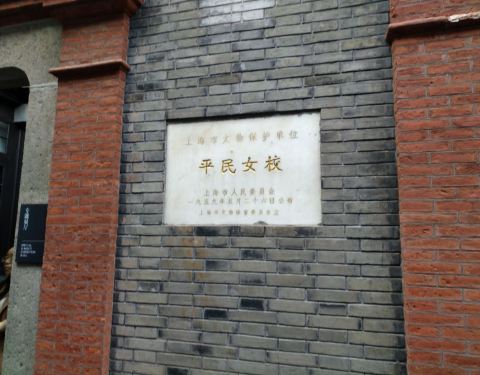 上海市文物保护单位
平民女校
上海市人民委员会
一九五九年五月二十六日公布
上海市文物保管委员会立